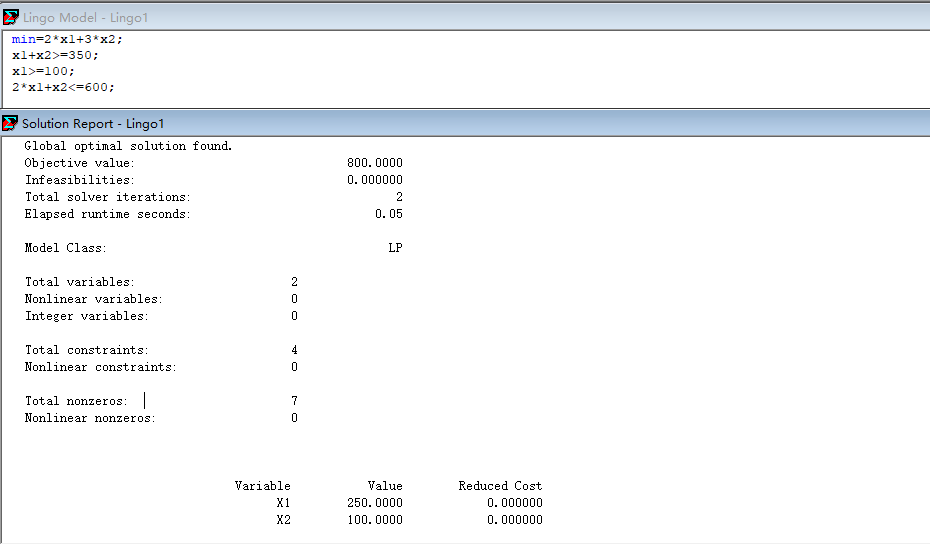 Lingo Model - Lingo1
min=2*x1+3*x2;
x1+x2>=350;
x1>=100;
2*x1+x2<=600;
Solution Report - Lingo1
Global optimal solution found.
Objective value: 800.0000
Infeasibilities: 0.000000
Total solver iterations: 2
Elapsed runtime seconds: 0.05
Model Class: LP
Total variables: 2
Nonlinear variables: 0
Integer variables: 0
Total constraints: 4
Nonlinear constraints: 0
Total nonzeros: 7
Nonlinear nonzeros: 0
Variable Value Reduced Cost
X1 250.0000 0.000000
X2 100.0000 0.000000